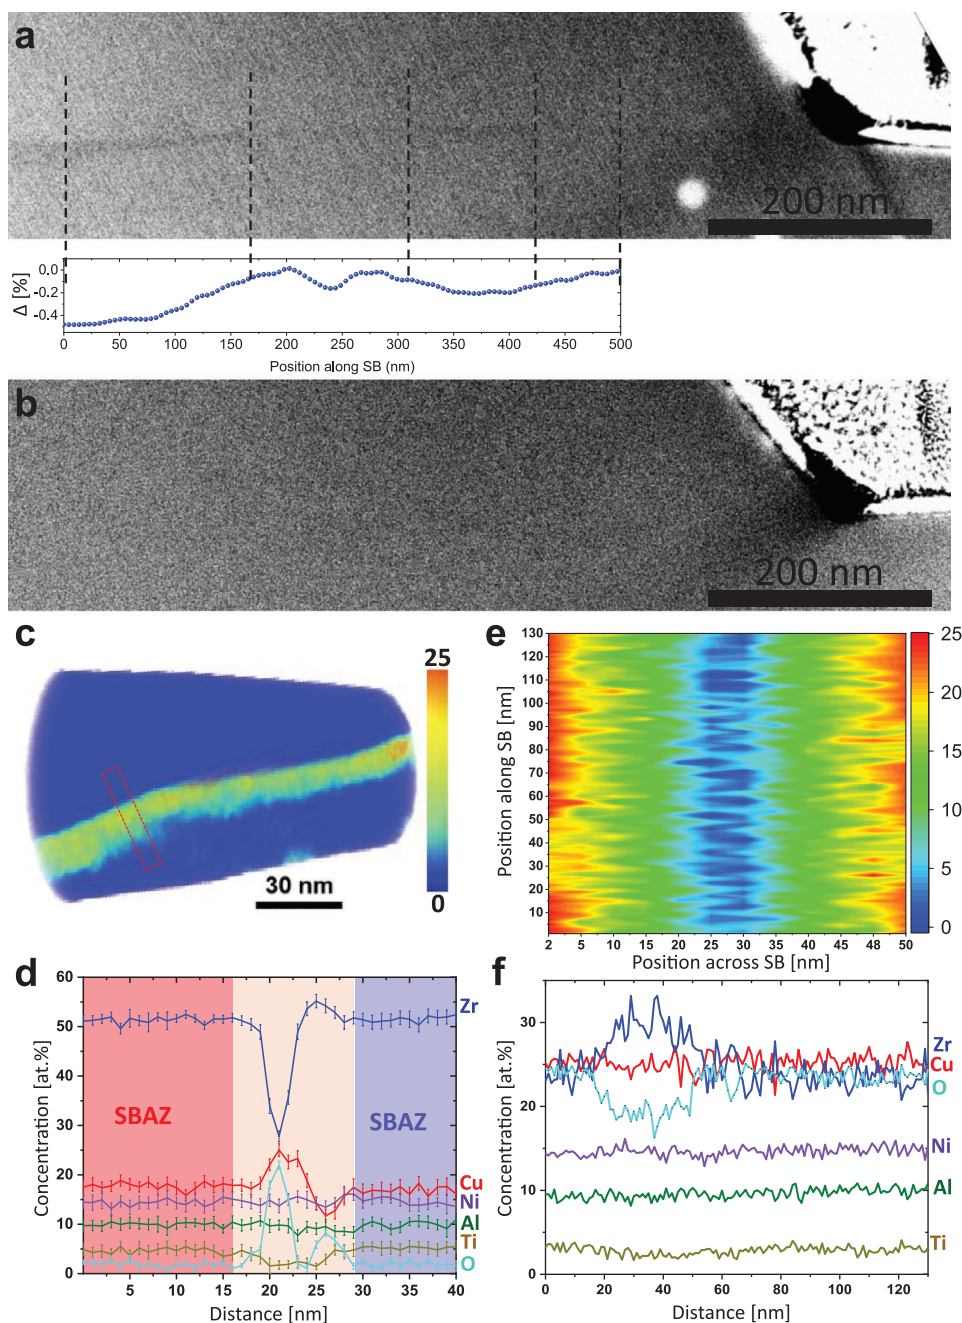 a
200 nm
0.0
-0.2
-0.4
Δ [%]
0 50 100 150 200 250 300 350 400 450 500
Position along SB (nm)
b
200 nm
c
25
0
30 nm
e
130
120
110
100
90
80
70
60
50
40
30
20
10
Position along SB [nm]
2 5 10 15 20 25 30 35 40 45 48 50
Position across SB [nm]
25
20
15
10
5
0
d
60
50
40
30
20
10
0
Concentration [at.%]
SBAZ
SBAZ
Zr
Cu
Ni
Al
Ti
O
0 5 10 15 20 25 30 35 40
Distance [nm]
f
30
20
10
0
Concentration [at.%]
Zr
Cu
O
Ni
Al
Ti
0 20 40 60 80 100 120
Distance [nm]